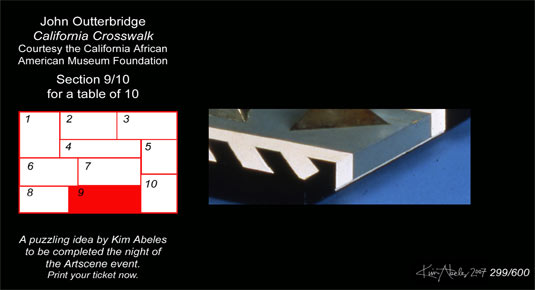 John Outterbridge
California Crosswalk
Courtesy the California African
American Museum Foundation
Section 9/10
for a table of 10
1
2
3
4
5
6
7
8
9
10
A puzzling idea by Kim Abeles
to be completed the night of
the Artscene event.
Print your ticket now.
Kim Abeles 2007 299/600